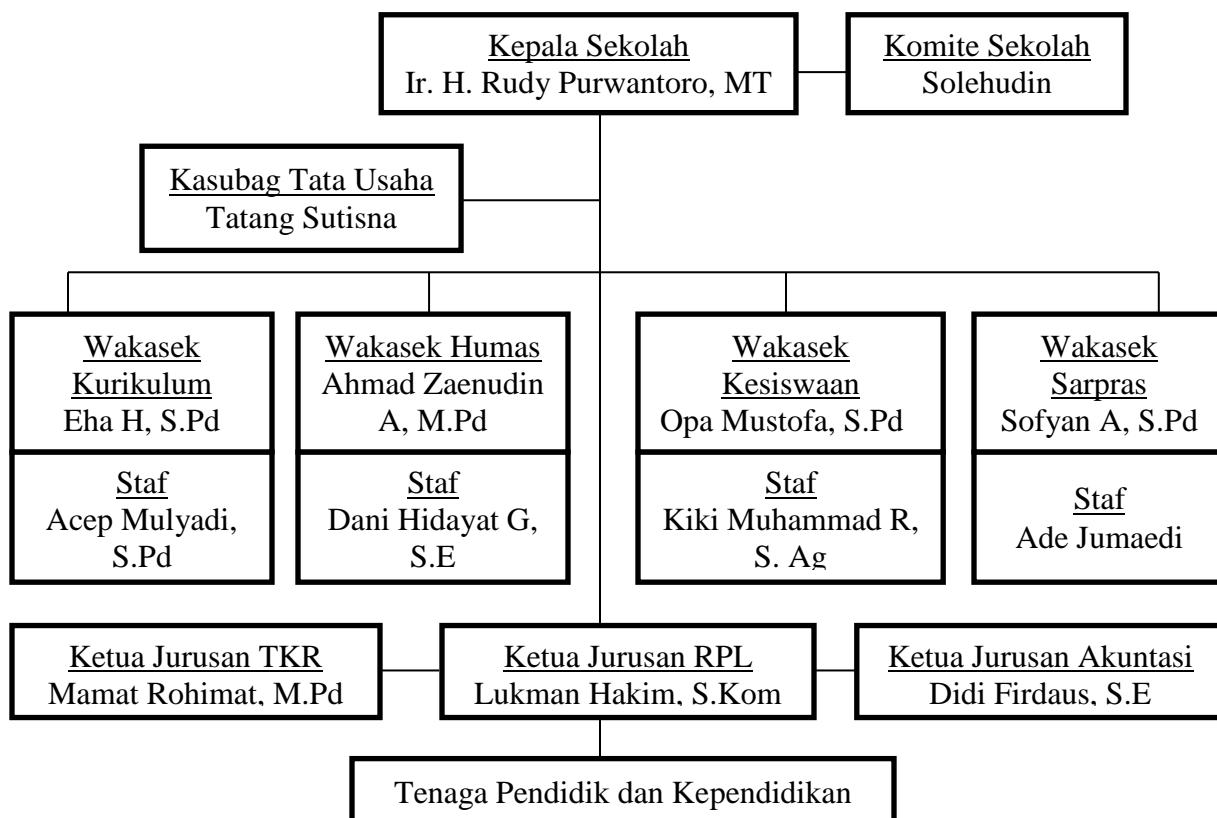 Kepala Sekolah
Ir. H. Rudy Purwantoro, MT
Komite Sekolah
Solehudin
Kasubag Tata Usaha
Tatang Sutisna
Wakasek
Kurikulum
Eha H, S.Pd
Staf
Acep Mulyadi,
S.Pd
Wakasek Humas
Ahmad Zaenudin
A, M.Pd
Staf
Dani Hidayat G,
S.E
Wakasek
Kesiswaan
Opa Mustofa, S.Pd
Staf
Kiki Muhammad R,
S. Ag
Wakasek
Sarpras
Sofyan A, S.Pd
Staf
Ade Jumaedi
Ketua Jurusan TKR
Mamat Rohimat, M.Pd
Ketua Jurusan RPL
Lukman Hakim, S.Kom
Ketua Jurusan Akuntasi
Didi Firdaus, S.E
Tenaga Pendidik dan Kependidikan